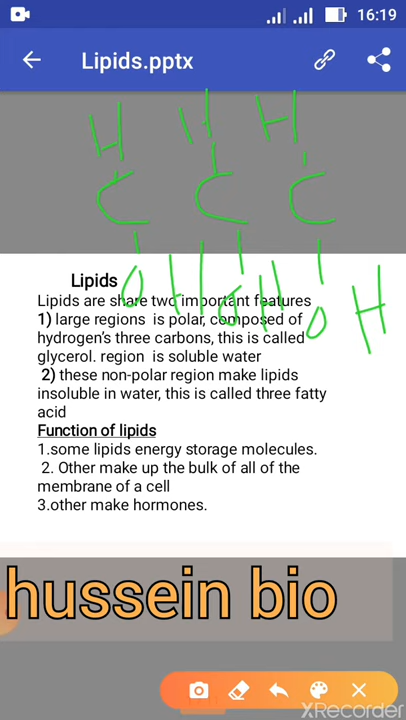 16:19
Lipids.pptx
H H H
C C C
OH OH OH
Lipids
Lipids are share two important features
1) large regions is polar, composed of
hydrogen's three carbons, this is called
glycerol. region is soluble water
2) these non-polar region make lipids
insoluble in water, this is called three fatty
acid
Function of lipids
1.some lipids energy storage molecules.
2. Other make up the bulk of all of the
membrane of a cell
3.other make hormones.
hussein bio
XRecorder